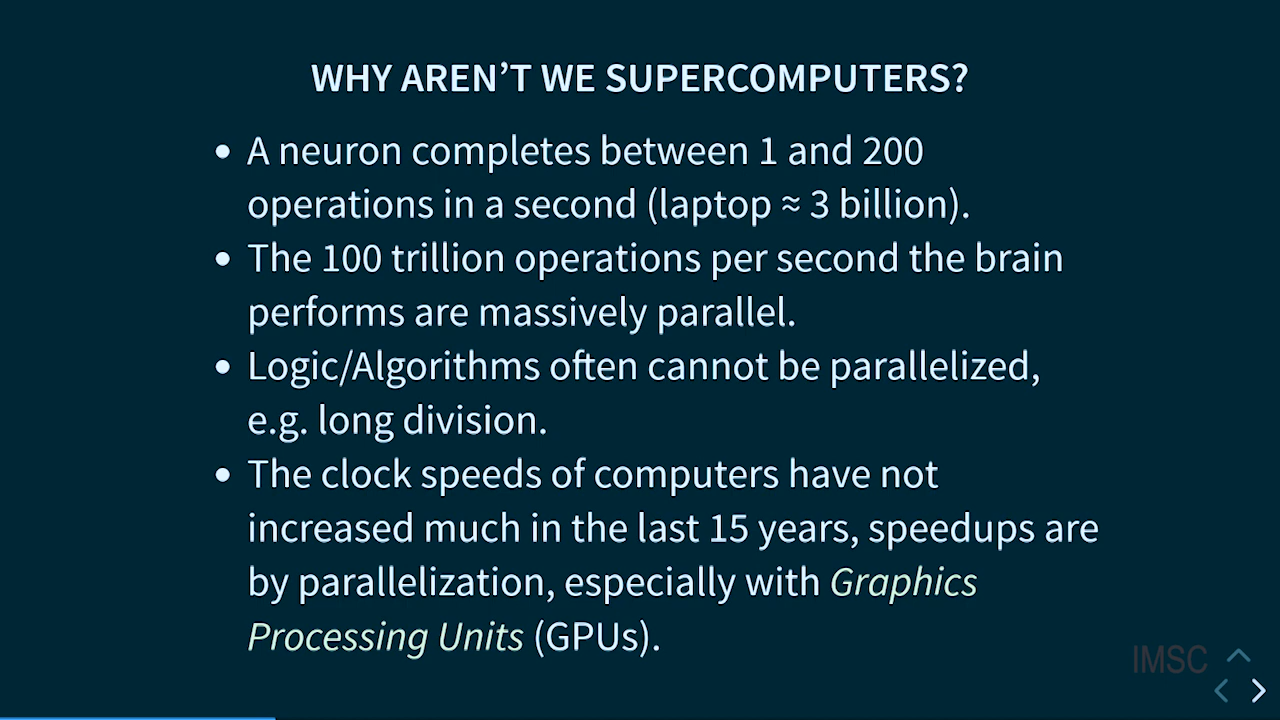 WHY AREN’T WE SUPERCOMPUTERS?
• A neuron completes between 1 and 200
operations in a second (laptop ≈ 3 billion).
• The 100 trillion operations per second the brain
performs are massively parallel.
• Logic/Algorithms often cannot be parallelized,
e.g. long division.
• The clock speeds of computers have not
increased much in the last 15 years, speedups are
by parallelization, especially with Graphics
Processing Units (GPUs).
IMSC